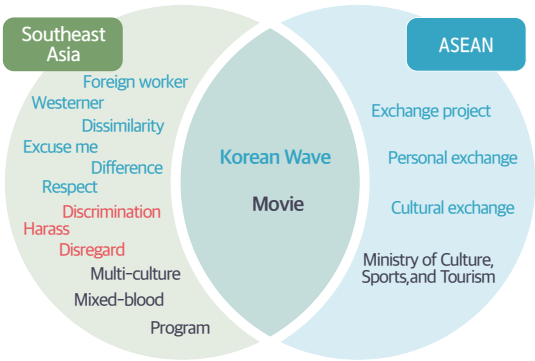 Southeast
Asia
Foreign worker
Westerner
Dissimilarity
Excuse me
Difference
Respect
Discrimination
Harass
Disregard
Multi-culture
Mixed-blood
Program
Korean Wave
Movie
ASEAN
Exchange project
Personal exchange
Cultural exchange
Ministry of Culture,
Sports,and Tourism